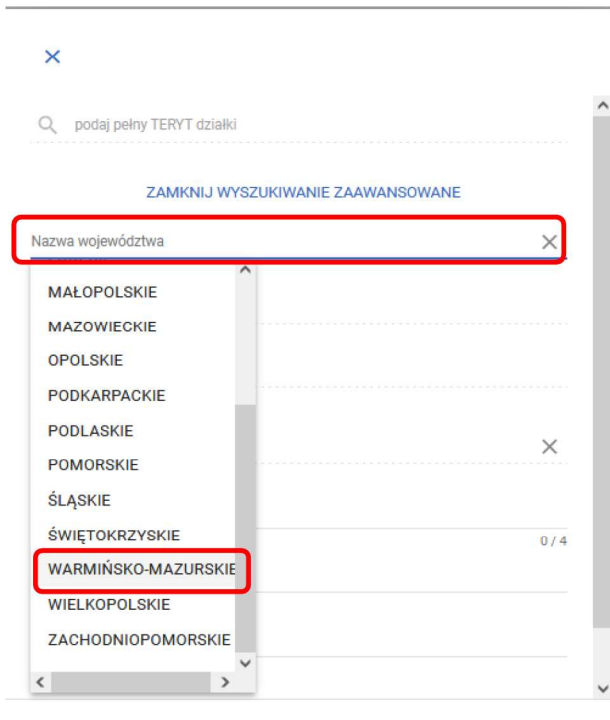 podaj pełny TERYT działki
ZAMKNIJ WYSZUKIWANIE ZAAWANSOWANE
Nazwa województwa
MAŁOPOLSKIE
MAZOWIECKIE
OPOLSKIE
PODKARPACKIE
PODLASKIE
POMORSKIE
ŚLĄSKIE
ŚWIĘTOKRZYSKIE
0 / 4
WARMIŃSKO-MAZURSKIE
WIELKOPOLSKIE
ZACHODNIOPOMORSKIE